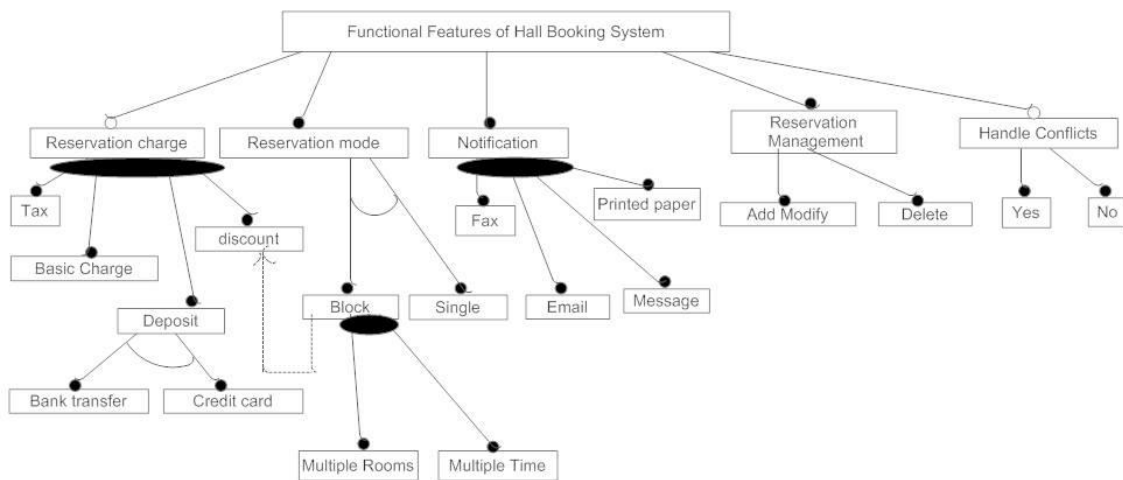 Functional Features of Hall Booking System
Reservation charge
Reservation mode
Notification
Reservation
Management
Handle Conflicts
Tax
Basic Charge
Deposit
discount
Bank transfer
Credit card
Block
Single
Multiple Rooms
Multiple Time
Fax
Email
Message
Printed paper
Add Modify
Delete
Yes
No